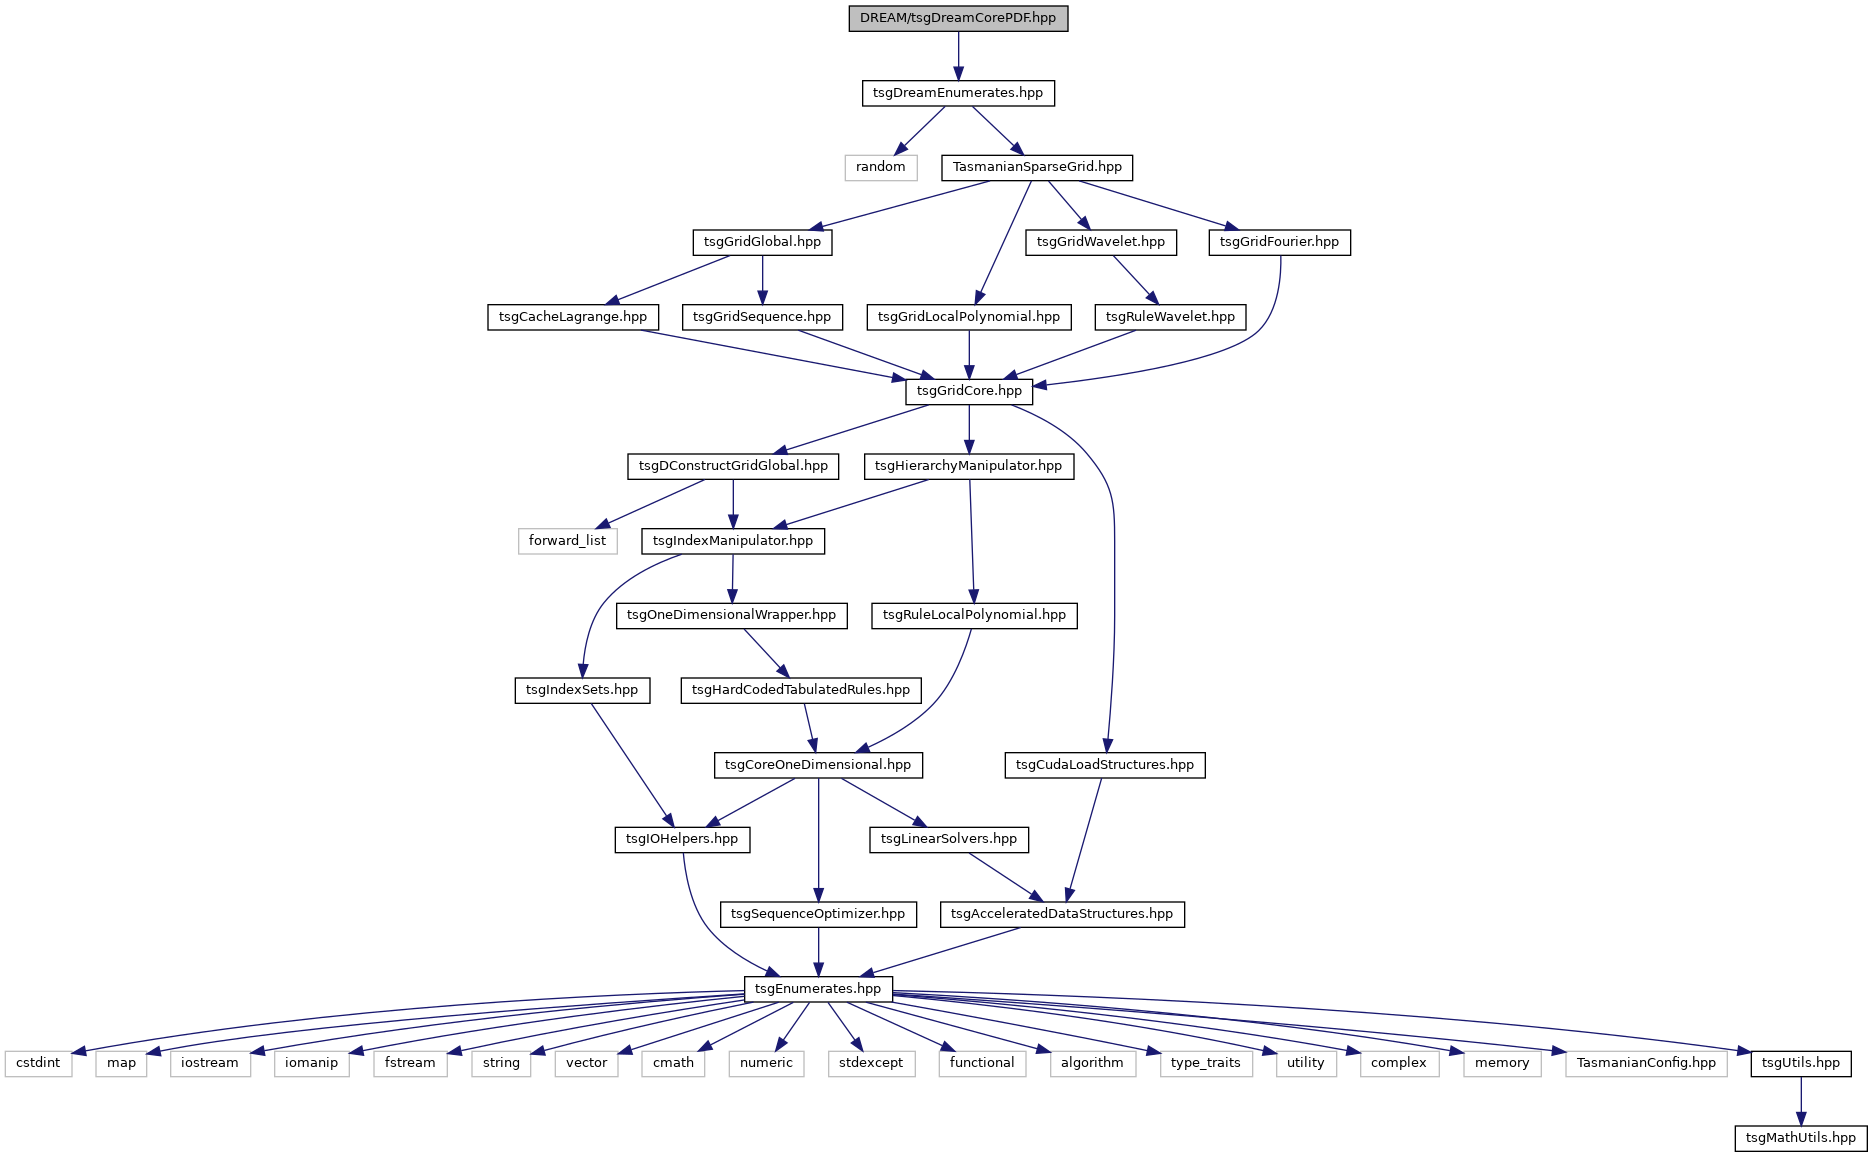 DREAM/tsgDreamCorePDF.hpp
tsgDreamEnumerates.hpp
random
TasmanianSparseGrid.hpp
tsgGridGlobal.hpp
tsgGridWavelet.hpp
tsgGridFourier.hpp
tsgCacheLagrange.hpp
tsgGridSequence.hpp
tsgGridLocalPolynomial.hpp
tsgRuleWavelet.hpp
tsgGridCore.hpp
tsgDConstructGridGlobal.hpp
tsgHierarchyManipulator.hpp
forward_list
tsgIndexManipulator.hpp
tsgOneDimensionalWrapper.hpp
tsgRuleLocalPolynomial.hpp
tsgIndexSets.hpp
tsgHardCodedTabulatedRules.hpp
tsgCoreOneDimensional.hpp
tsgCudaLoadStructures.hpp
tsgIOHelpers.hpp
tsgLinearSolvers.hpp
tsgSequenceOptimizer.hpp
tsgAcceleratedDataStructures.hpp
tsgEnumerates.hpp
cstdint
map
iostream
iomanip
fstream
string
vector
cmath
numeric
stdexcept
functional
algorithm
type_traits
utility
complex
memory
TasmanianConfig.hpp
tsgUtils.hpp
tsgMathUtils.hpp